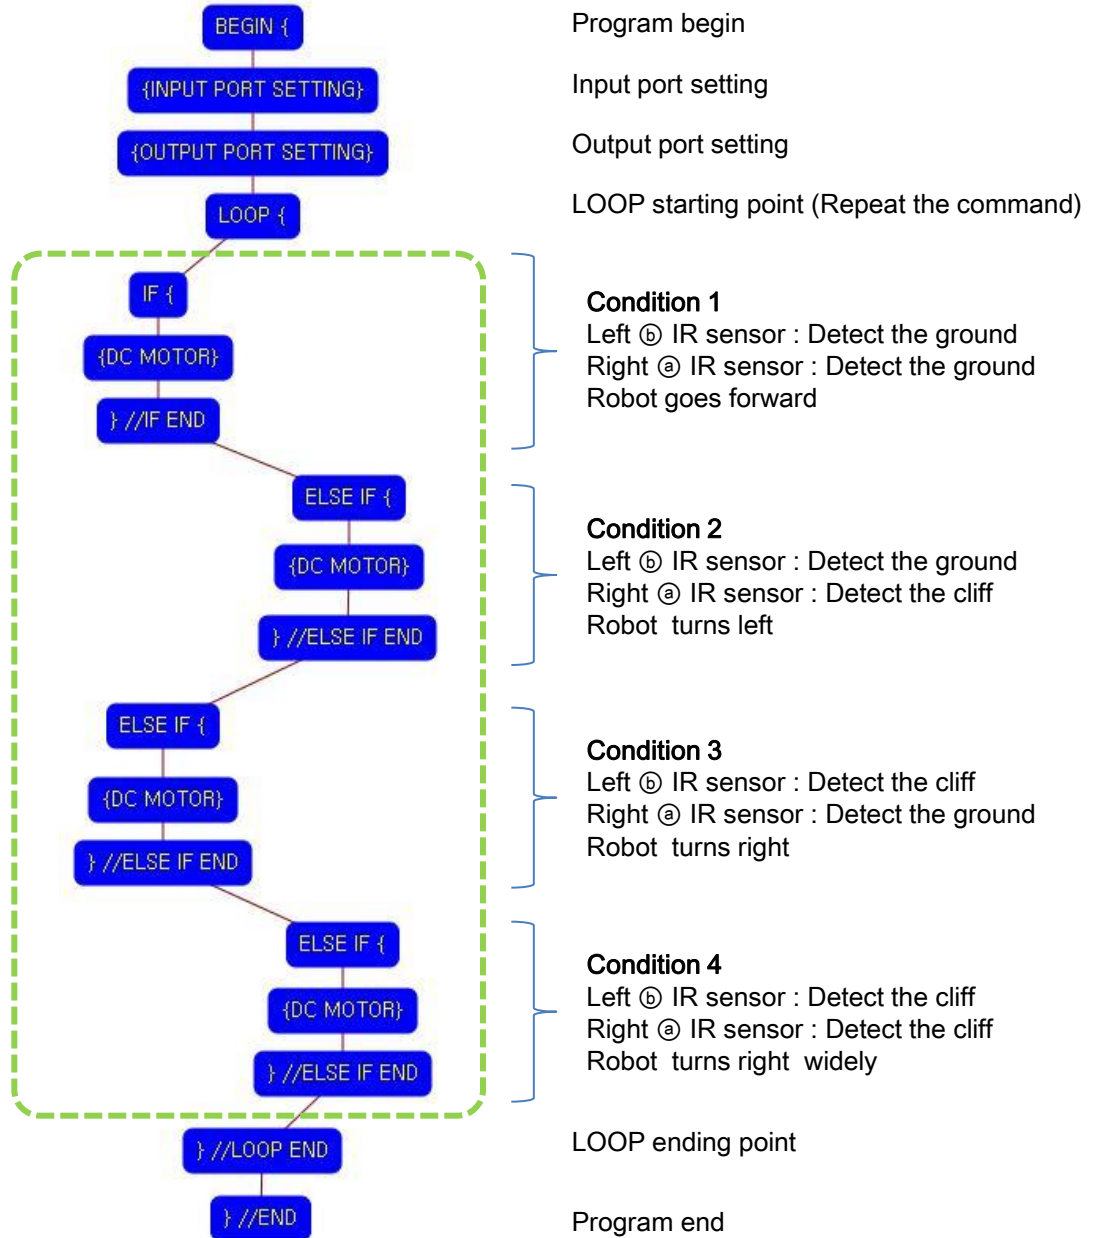 BEGIN {
Program begin
{INPUT PORT SETTING}
Input port setting
{OUTPUT PORT SETTING}
Output port setting
LOOP {
LOOP starting point (Repeat the command)
IF {
{DC MOTOR}
} //IF END
Condition 1
Left ⓑ IR sensor : Detect the ground
Right ⓐ IR sensor : Detect the ground
Robot goes forward
ELSE IF {
{DC MOTOR}
} //ELSE IF END
Condition 2
Left ⓑ IR sensor : Detect the ground
Right ⓐ IR sensor : Detect the cliff
Robot turns left
ELSE IF {
{DC MOTOR}
} //ELSE IF END
Condition 3
Left ⓑ IR sensor : Detect the cliff
Right ⓐ IR sensor : Detect the ground
Robot turns right
ELSE IF {
{DC MOTOR}
} //ELSE IF END
Condition 4
Left ⓑ IR sensor : Detect the cliff
Right ⓐ IR sensor : Detect the cliff
Robot turns right widely
} //LOOP END
LOOP ending point
} //END
Program end